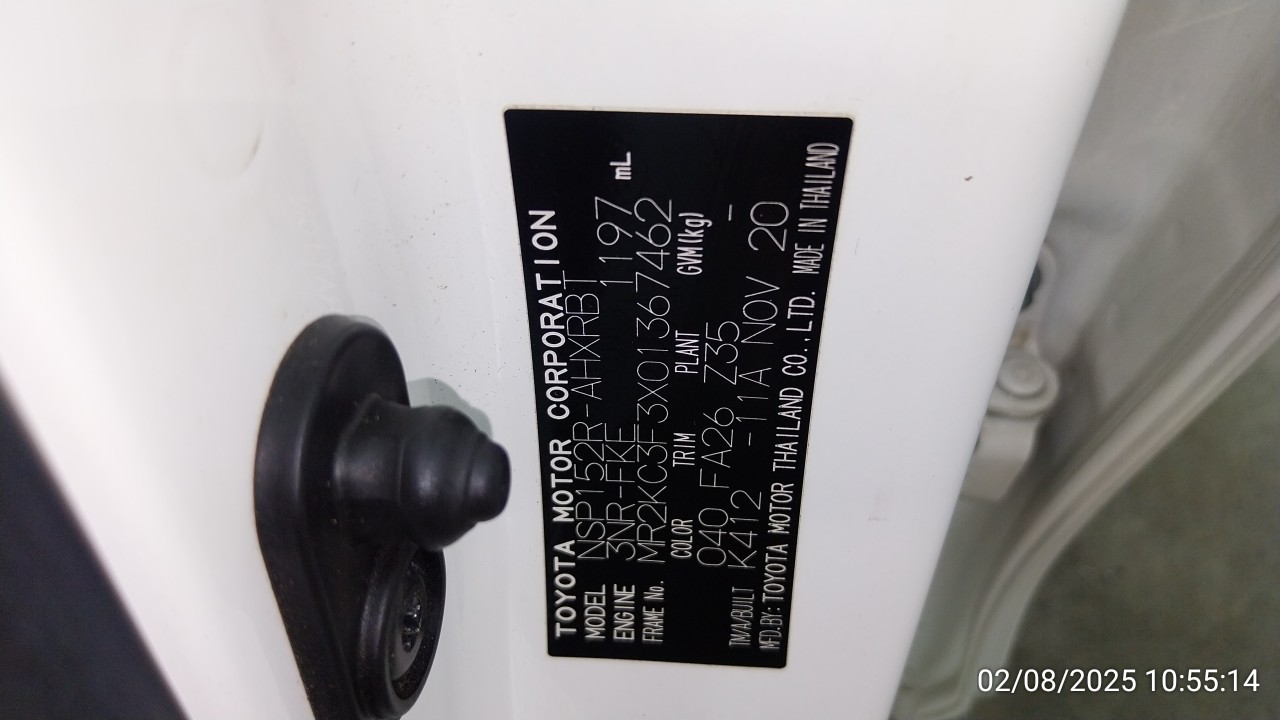 TOYOTA MOTOR CORPORATION
MODEL NSP152R-AHXRBT
ENGINE 3NR-FKE 1197 mL
FRAME No. MR2KC3F3X01367462
COLOR TRIM PLANT GVM(kg)
040 FA26 Z35 -
TM/A/BUILT K412 -11A NOV 20
MFD.BY: TOYOTA MOTOR THAILAND CO.,LTD. MADE IN THAILAND
02/08/2025 10:55:14